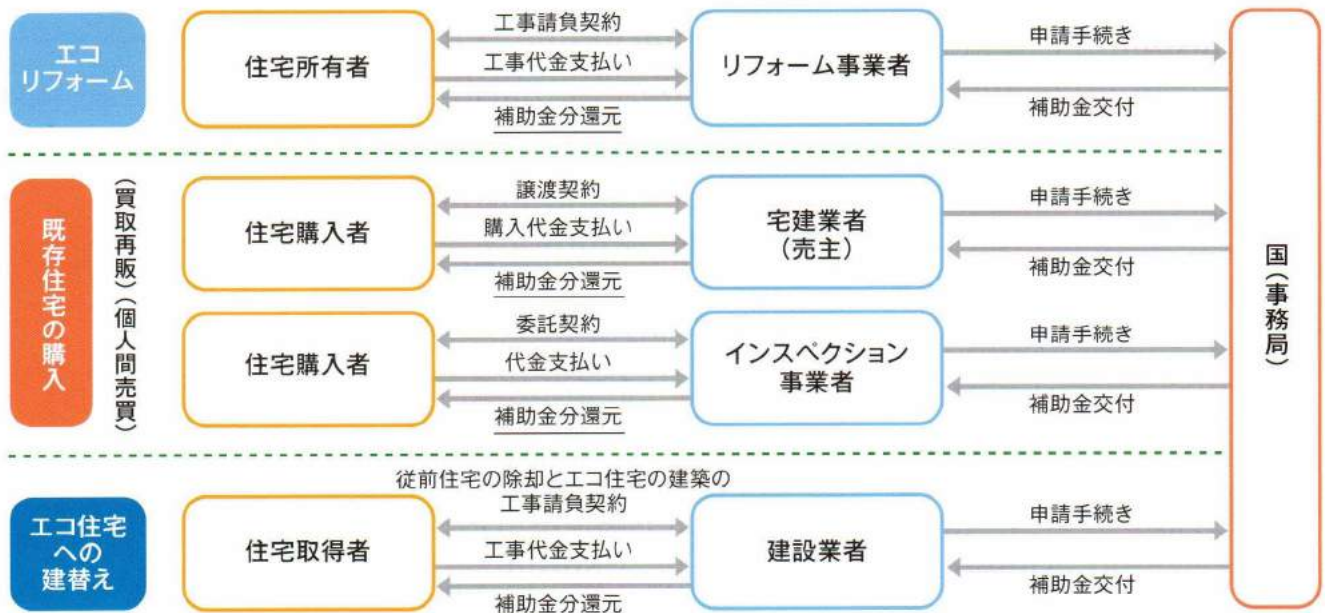 エコ
リフォーム
住宅所有者
工事請負契約
工事代金支払い
補助金分還元
リフォーム事業者
申請手続き
補助金交付
既存住宅の購入
(買取再販)(個人間売買)
住宅購入者
譲渡契約
購入代金支払い
補助金分還元
宅建業者
(売主)
申請手続き
補助金交付
住宅購入者
委託契約
代金支払い
補助金分還元
インスペクション
事業者
申請手続き
補助金交付
エコ住宅
への
建替え
住宅取得者
従前住宅の除却とエコ住宅の建築の
工事請負契約
工事代金支払い
補助金分還元
建設業者
申請手続き
補助金交付
国(事務局)